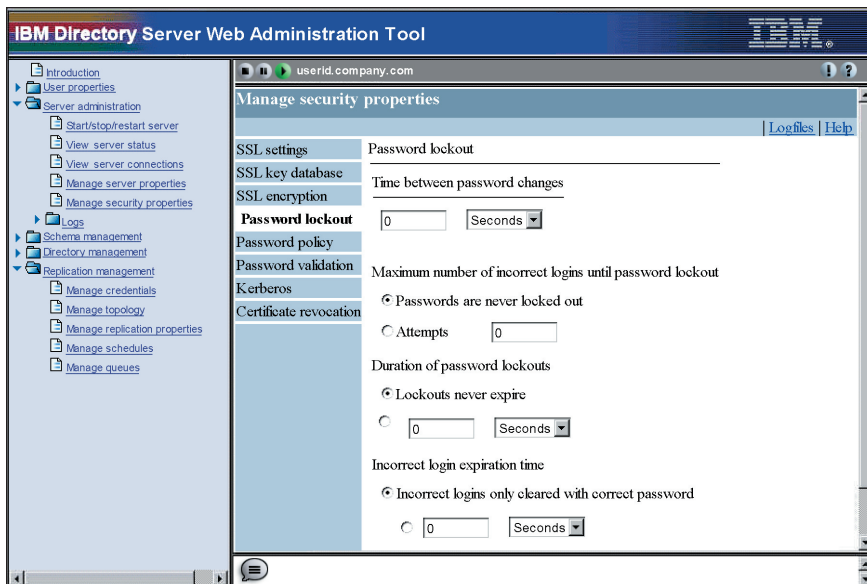 IBM Directory Server Web Administration Tool
IBM
Introduction
User properties
Server administration
Start/stop/restart server
View server status
View server connections
Manage server properties
Manage security properties
Logs
Schema management
Directory management
Replication management
Manage credentials
Manage topology
Manage replication properties
Manage schedules
Manage queues
userid.company.com
! ?
Manage security properties
| Logfiles | Help
SSL settings
SSL key database
SSL encryption
Password lockout
Password policy
Password validation
Kerberos
Certificate revocation
Password lockout
Time between password changes
0 Seconds
Maximum number of incorrect logins until password lockout
Passwords are never locked out
Attempts 0
Duration of password lockouts
Lockouts never expire
0 Seconds
Incorrect login expiration time
Incorrect logins only cleared with correct password
0 Seconds